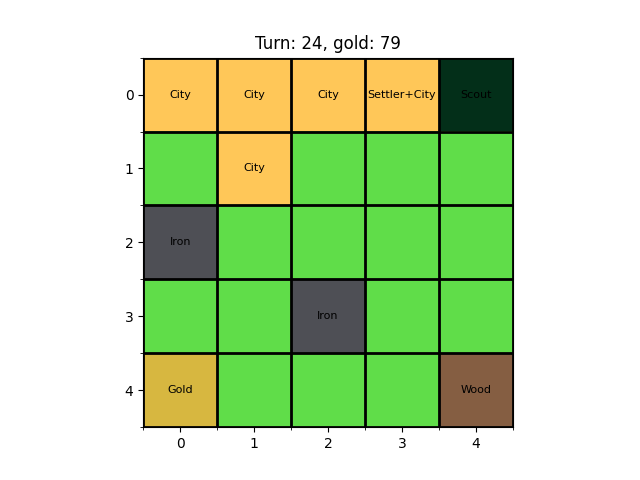 Turn: 24, gold: 79
0 City City City Settler+City Scout
1 City
2 Iron
3 Iron
4 Gold Wood
0 1 2 3 4